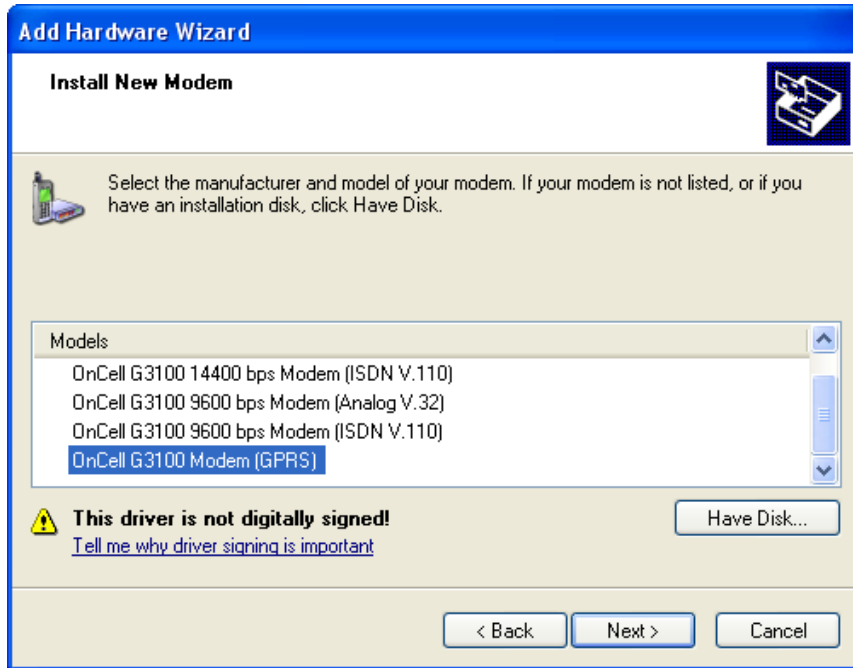 Add Hardware Wizard
Install New Modem
Select the manufacturer and model of your modem. If your modem is not listed, or if you
have an installation disk, click Have Disk.
Models
OnCell G3100 14400 bps Modem (ISDN V.110)
OnCell G3100 9600 bps Modem (Analog V.32)
OnCell G3100 9600 bps Modem (ISDN V.110)
OnCell G3100 Modem (GPRS)
This driver is not digitally signed!
Have Disk...
Tell me why driver signing is important
< Back
Next >
Cancel